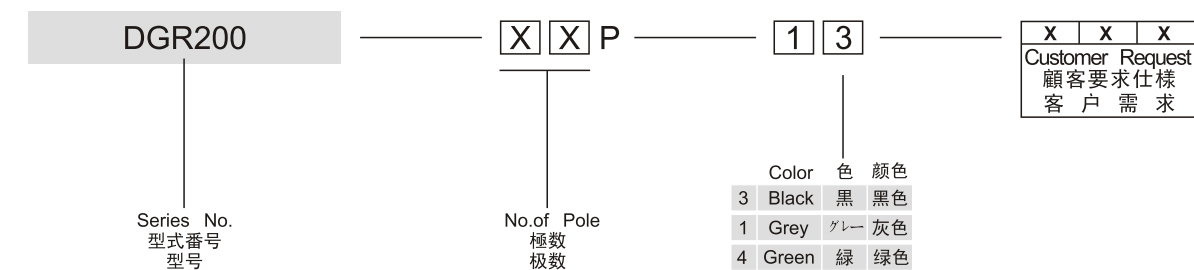 DGR200
X X P
1 3
X X X
Customer Request
顧客要求仕様
客户需求
Series No.
型式番号
型号
No.of Pole
極数
极数
Color 色 颜色
3 Black 黒 黑色
1 Grey グレー 灰色
4 Green 緑 绿色